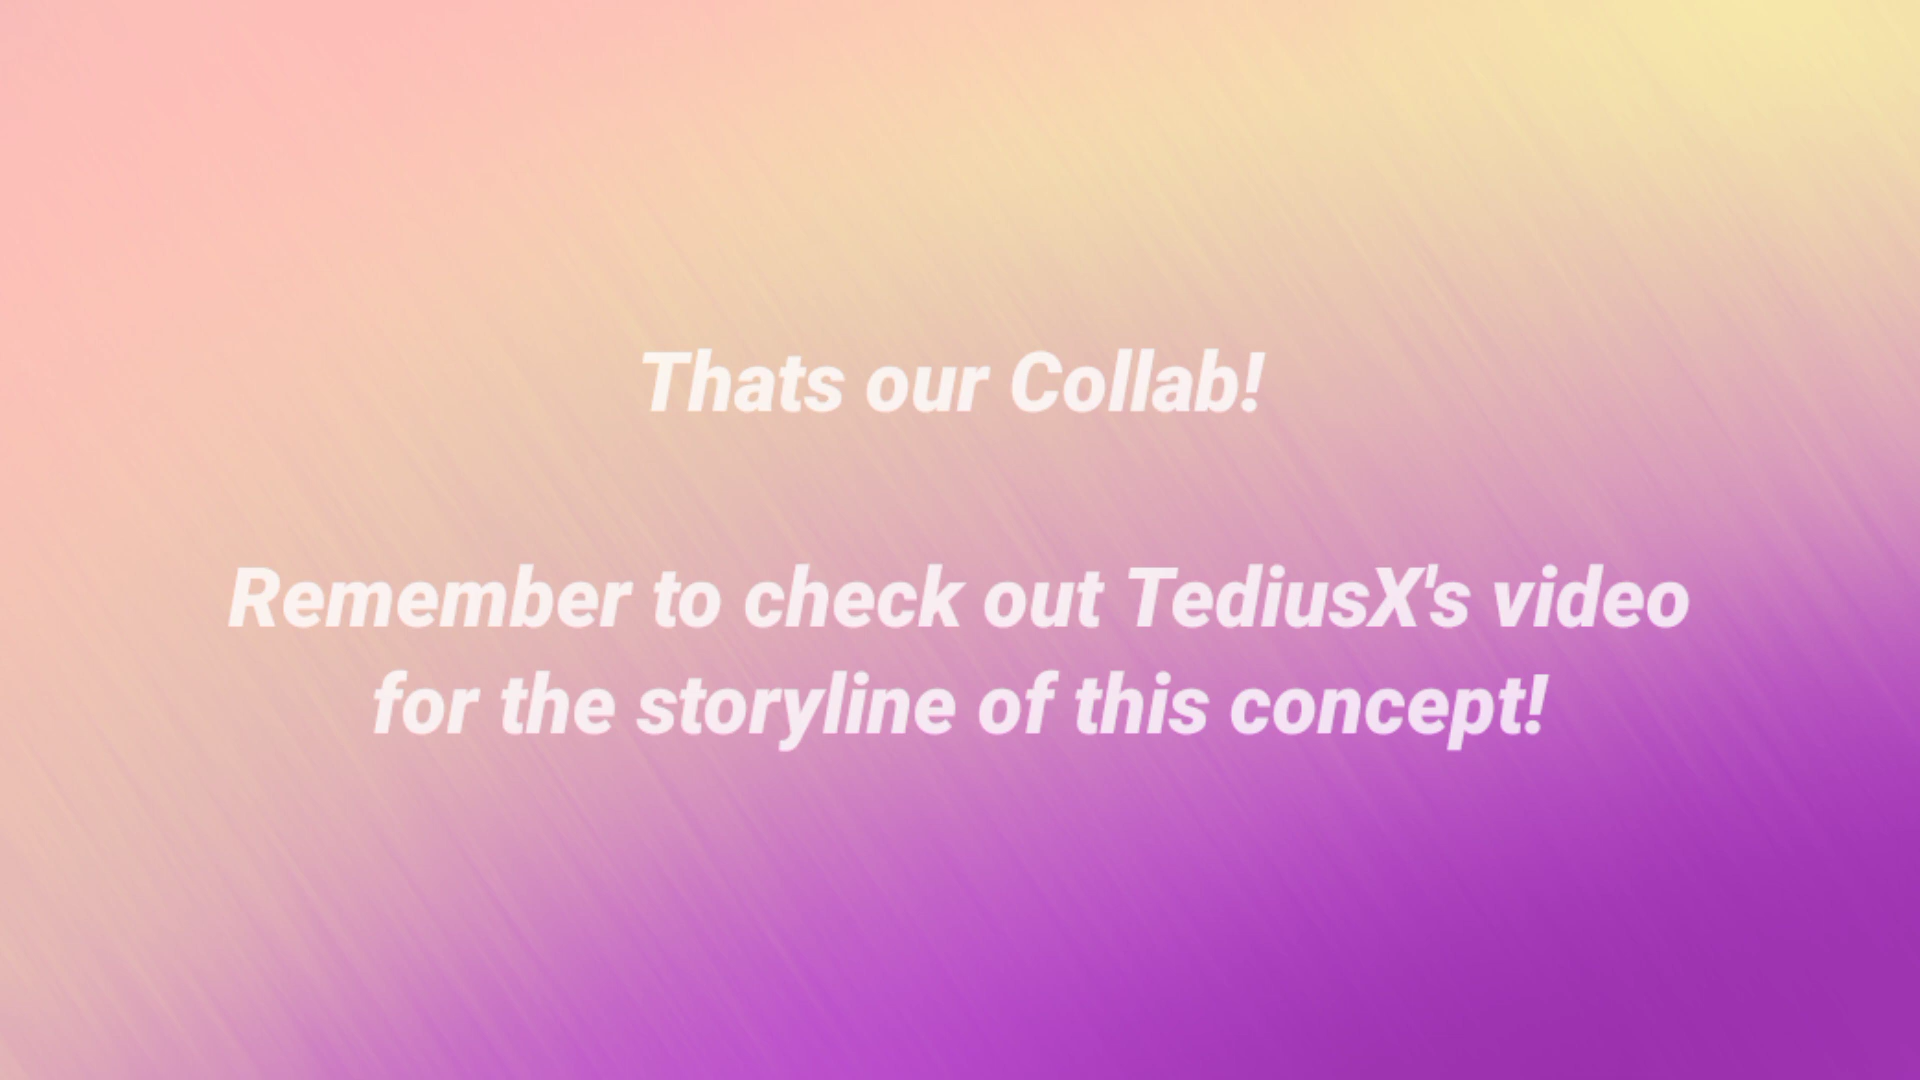 Thats our Collab!
Remember to check out TediusX's video
for the storyline of this concept!